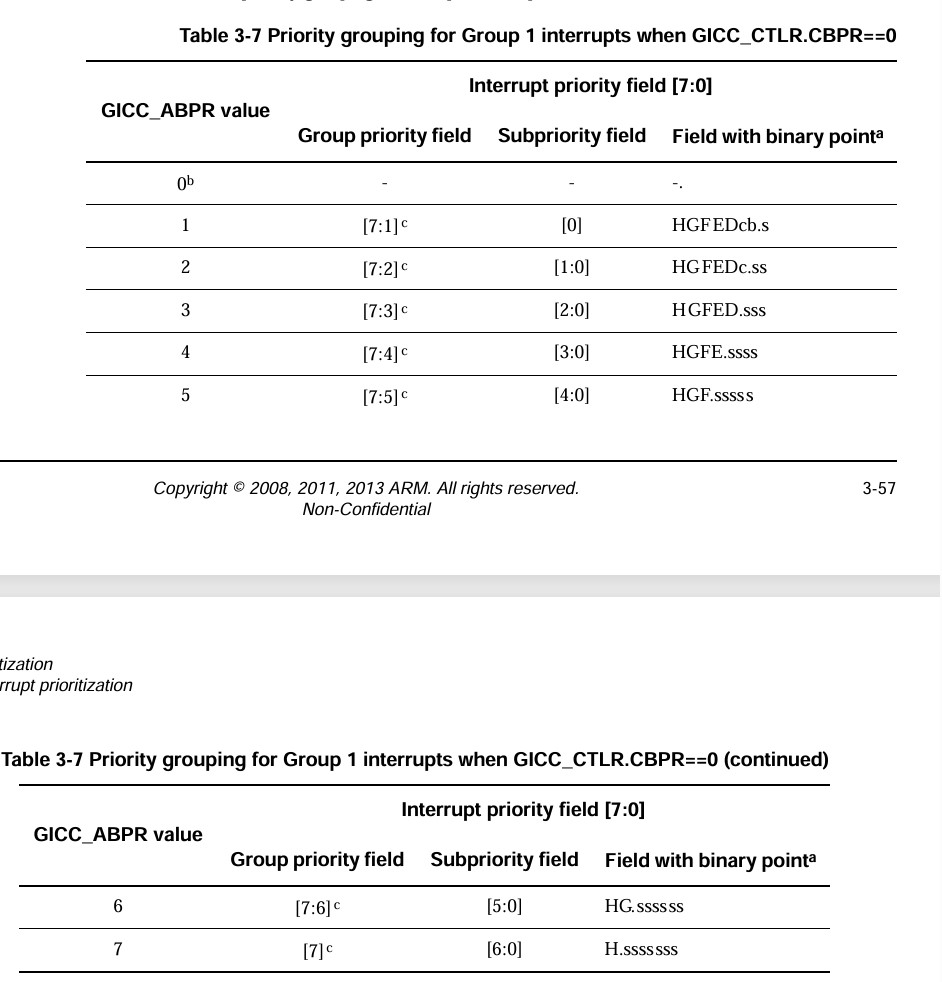 Table 3-7 Priority grouping for Group 1 interrupts when GICC_CTLR.CBPR==0
Interrupt priority field [7:0]
GICC_ABPR value
Group priority field Subpriority field Field with binary pointa
0b - - -.
1 [7:1] c [0] HGFEDcb.s
2 [7:2] c [1:0] HGFEDc.ss
3 [7:3] c [2:0] HGFED.sss
4 [7:4] c [3:0] HGFE.ssss
5 [7:5] c [4:0] HGF.sssss
Copyright © 2008, 2011, 2013 ARM. All rights reserved. 3-57
Non-Confidential
tization
rrupt prioritization
Table 3-7 Priority grouping for Group 1 interrupts when GICC_CTLR.CBPR==0 (continued)
Interrupt priority field [7:0]
GICC_ABPR value
Group priority field Subpriority field Field with binary pointa
6 [7:6] c [5:0] HG.ssssss
7 [7] c [6:0] H.sssssss